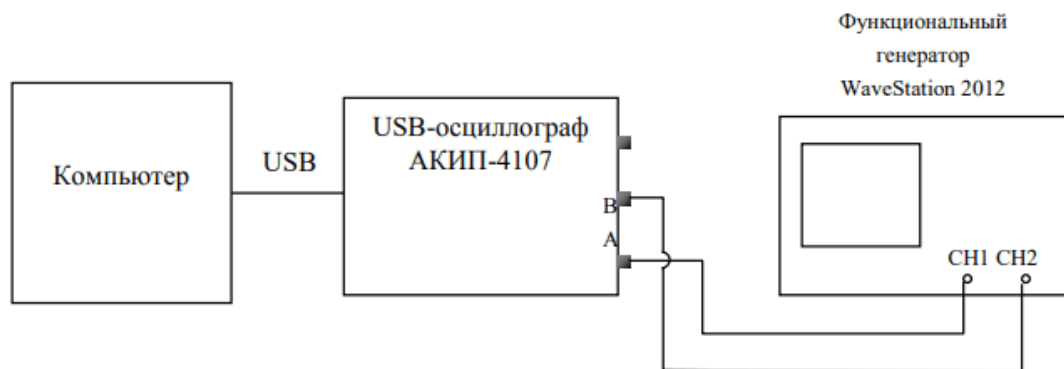 Функциональный
генератор
WaveStation 2012
USB-осциллограф
АКИП-4107
Компьютер
USB
B
A
CH1 CH2